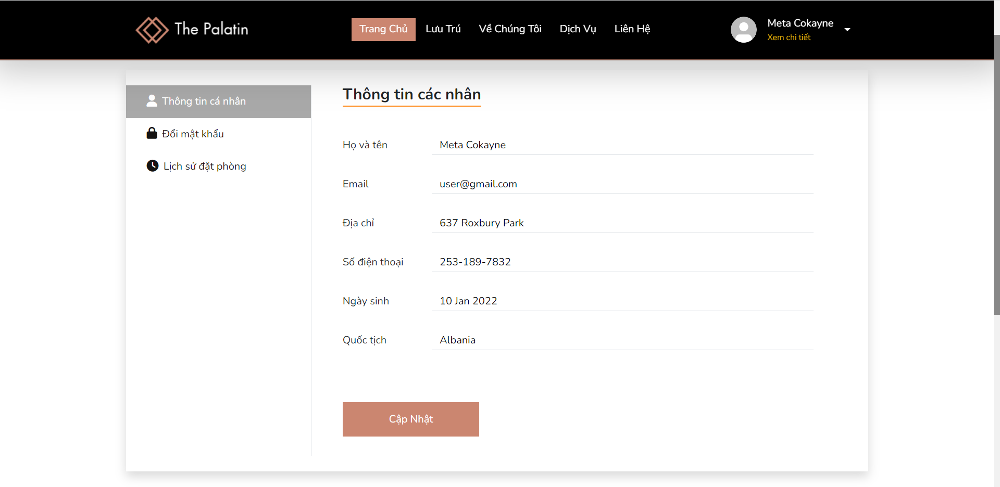 The Palatin
Trang Chủ
Lưu Trú
Về Chúng Tôi
Dịch Vụ
Liên Hệ
Meta Cokayne
Xem chi tiết
Thông tin cá nhân
Đổi mật khẩu
Lịch sử đặt phòng
Thông tin các nhân
Họ và tên
Meta Cokayne
Email
user@gmail.com
Địa chỉ
637 Roxbury Park
Số điện thoại
253-189-7832
Ngày sinh
10 Jan 2022
Quốc tịch
Albania
Cập Nhật